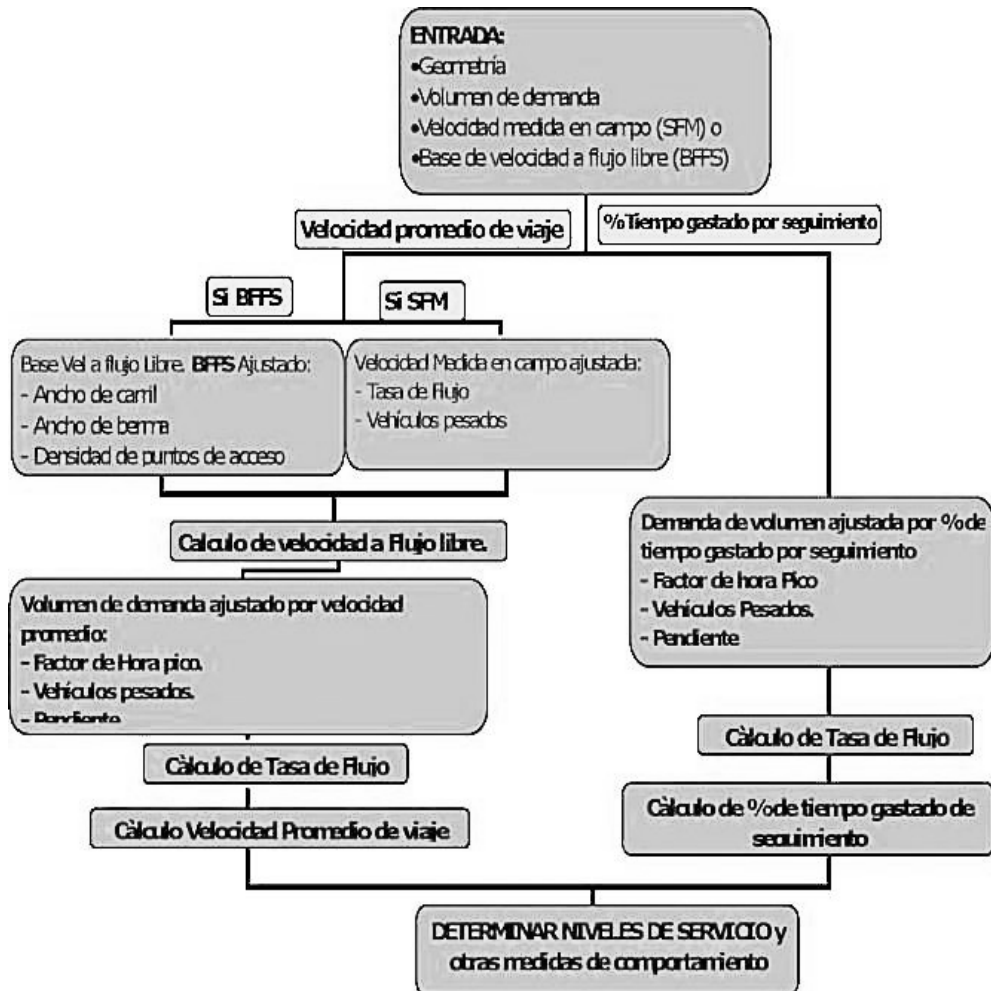 ENTRADA:
•Geometría
•Volumen de demanda
•Velocidad medida en campo (SFM) o
•Base de velocidad a flujo libre (BFFS)
Velocidad promedio de viaje
%Tiempo gastado por seguimiento
Si BFFS
Si SFM
Base Vel a flujo Libre. BFFS Ajustado:
- Ancho de carril
- Ancho de berma
- Densidad de puntos de acceso
Velocidad Medida en campo ajustada:
- Tasa de Flujo
- Vehículos pesados
Calculo de velocidad a Flujo libre.
Demanda de volumen ajustada por % de
tiempo gastado por seguimiento
- Factor de hora Pico
- Vehículos Pesados.
- Pendiente
Volumen de demanda ajustado por velocidad
promedio:
- Factor de Hora pico.
- Vehículos pesados.
- Pendiente
Càlculo de Tasa de Flujo
Càlculo de Tasa de Flujo
Càlculo Velocidad Promedio de viaje
Càlculo de % de tiempo gastado de
seguimiento
DETERMINAR NIVELES DE SERVICIO y
otras medidas de comportamiento